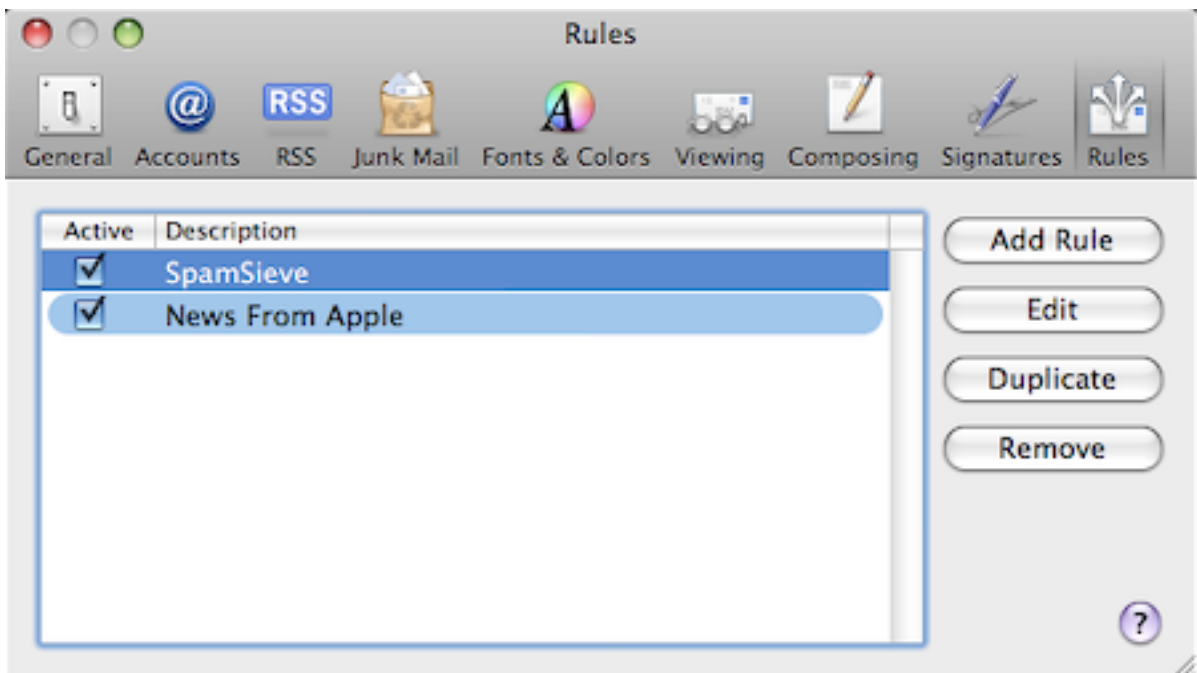 Rules
RSS
General Accounts RSS Junk Mail Fonts & Colors Viewing Composing Signatures Rules
Active Description
Add Rule
SpamSieve
News From Apple
Edit
Duplicate
Remove
?